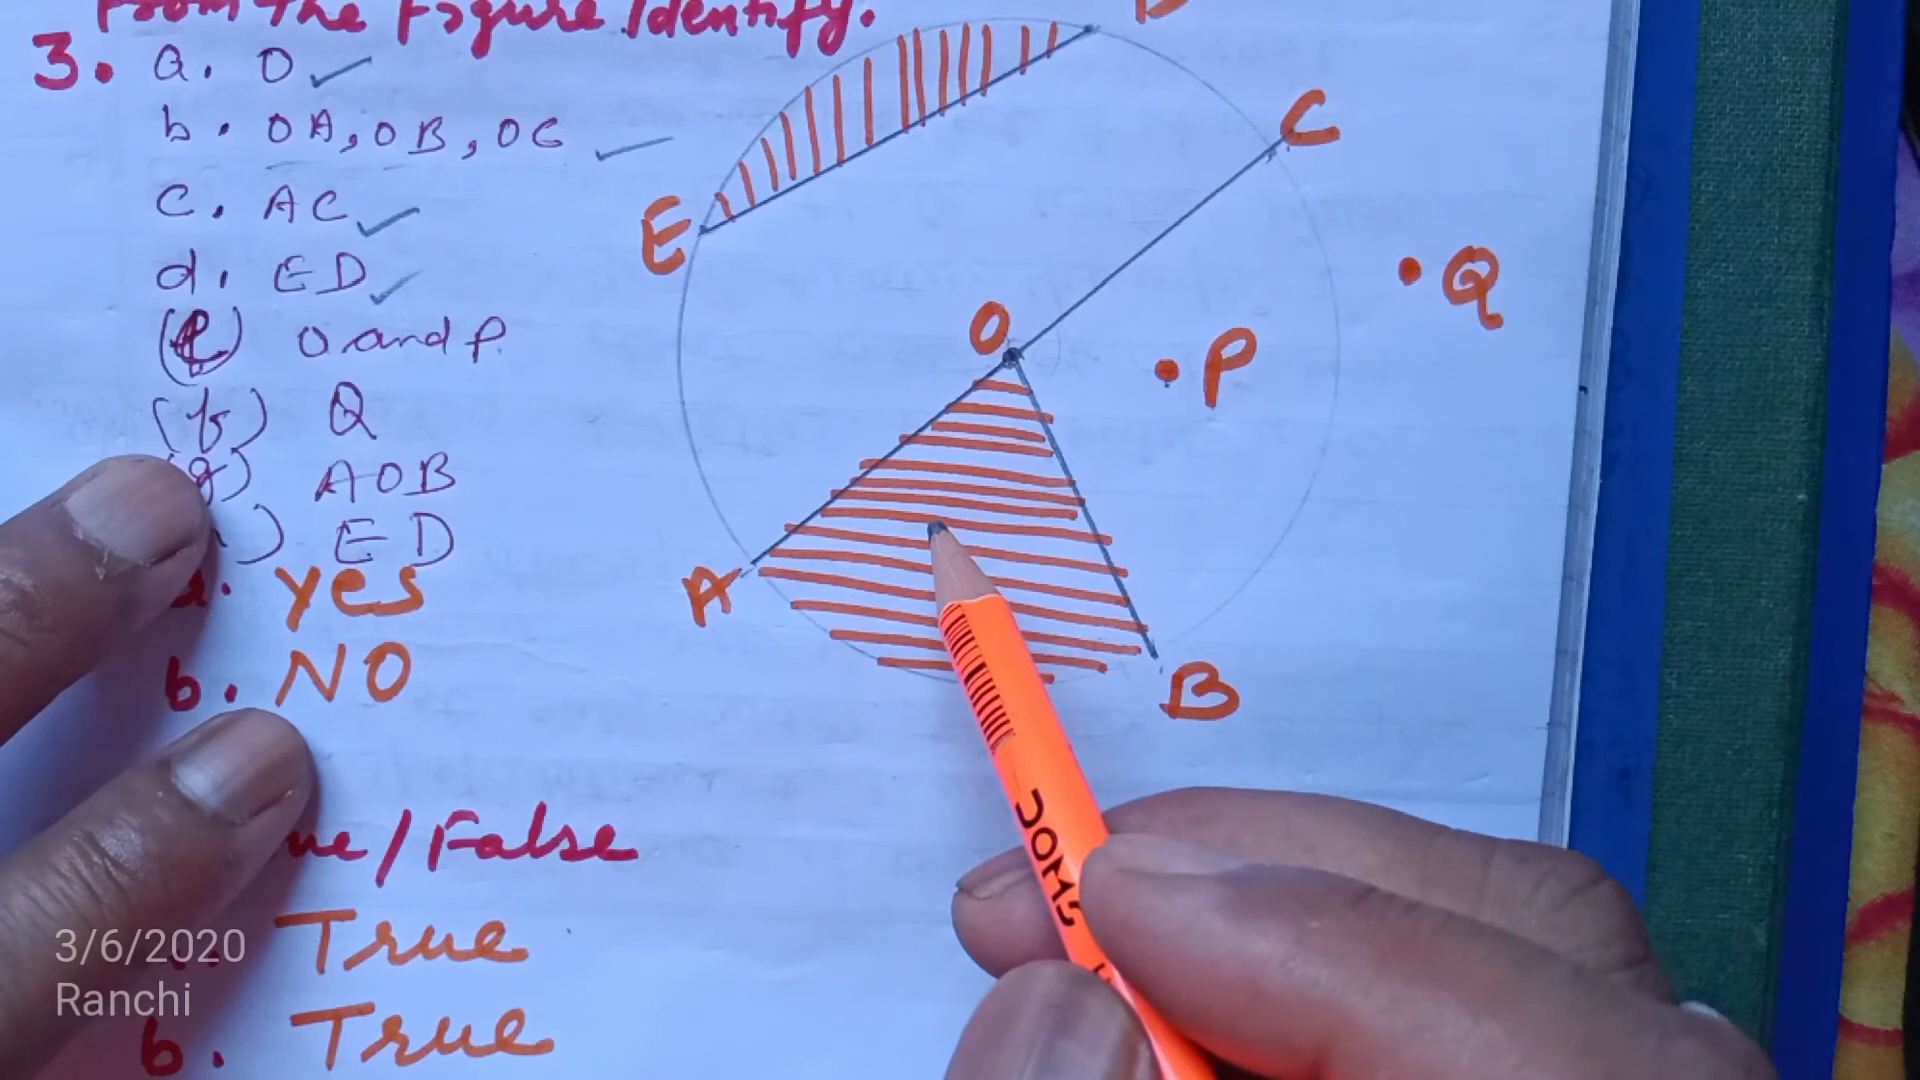 From The Figure Identify.
3. a. O
b. OA, OB, OC
c. AC
d. ED
(e) O and P
(f) Q
(g) AOB
) ED
a. Yes
b. NO
ue/False
True
b. True
D
C
E
Q
O
P
A
B
DOMS
3/6/2020
Ranchi